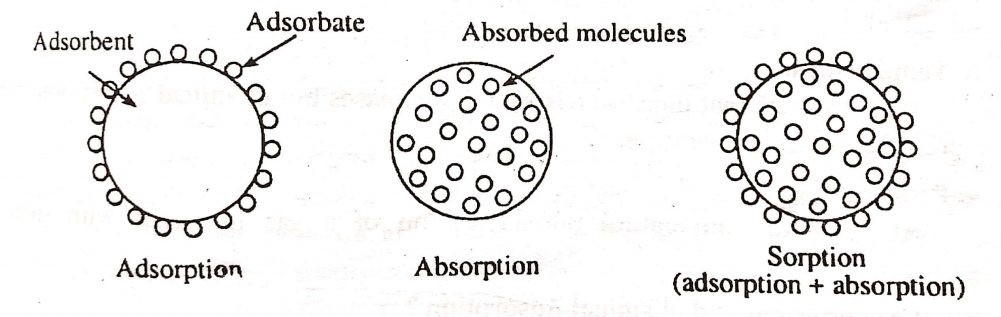 Adsorbent
Adsorbate
Absorbed molecules
Adsorption
Absorption
Sorption
(adsorption + absorption)